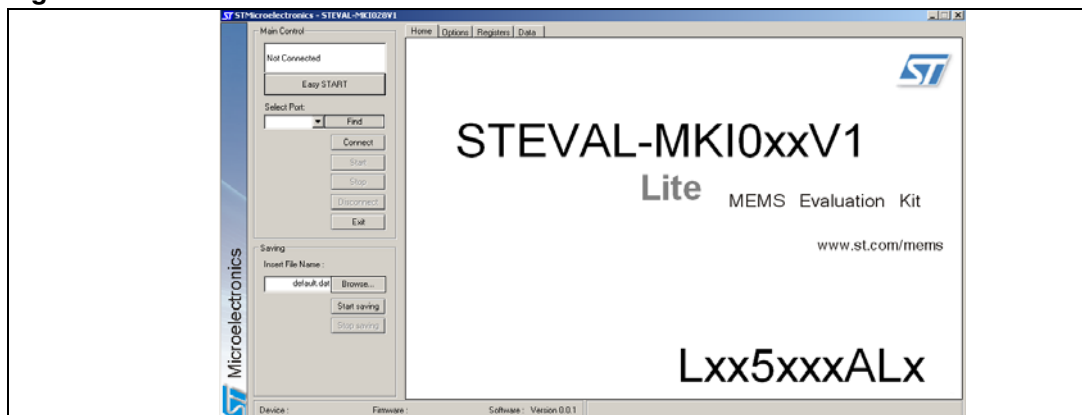 STMicroelectronics - STEVAL-MKI028V1
Main Control
Not Connected
Easy START
Select Port:
Find
Connect
Start
Stop
Disconnect
Exit
Saving
Insert File Name :
default.dat
Browse...
Start saving
Stop saving
Home Options Registers Data
STEVAL-MKI0xxV1
Lite
MEMS Evaluation Kit
www.st.com/mems
Lxx5xxxALx
Microelectronics
Device : Firmware : Software : Version 0.0.1